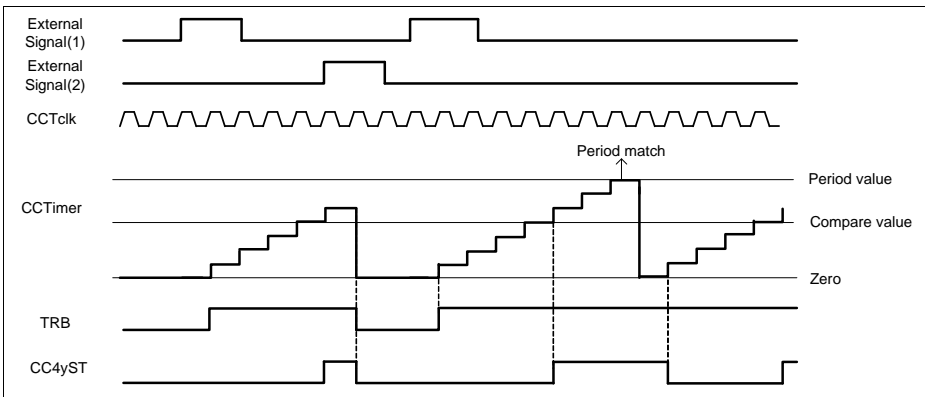 External
Signal(1)
External
Signal(2)
CCTclk
Period match
Period value
CCTimer
Compare value
Zero
TRB
CC4yST